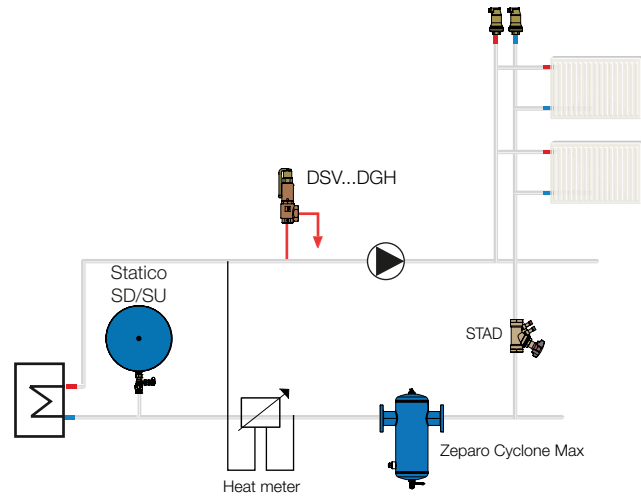 DSV...DGH
Statico
SD/SU
STAD
Zeparo Cyclone Max
Heat meter